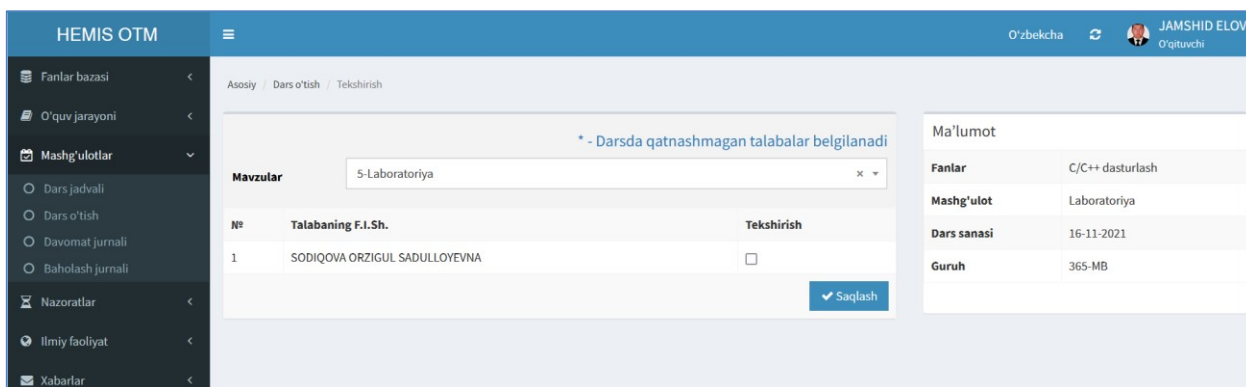 HEMIS OTM
O'zbekcha
JAMSHID ELOV
O'qituvchi
Fanlar bazasi
O'quv jarayoni
Mashg'ulotlar
Dars jadvali
Dars o'tish
Davomat jurnali
Baholash jurnali
Nazoratlar
Ilmiy faoliyat
Xabarlar
Asosiy / Dars o'tish / Tekshirish
* - Darsda qatnashmagan talabalar belgilanadi
Mavzular 5-Laboratoriya
№ Talabaning F.I.Sh. Tekshirish
1 SODIQOVA ORZIGUL SADULLOYEVNA
Saqlash
Ma'lumot
Fanlar C/C++ dasturlash
Mashg'ulot Laboratoriya
Dars sanasi 16-11-2021
Guruh 365-MB